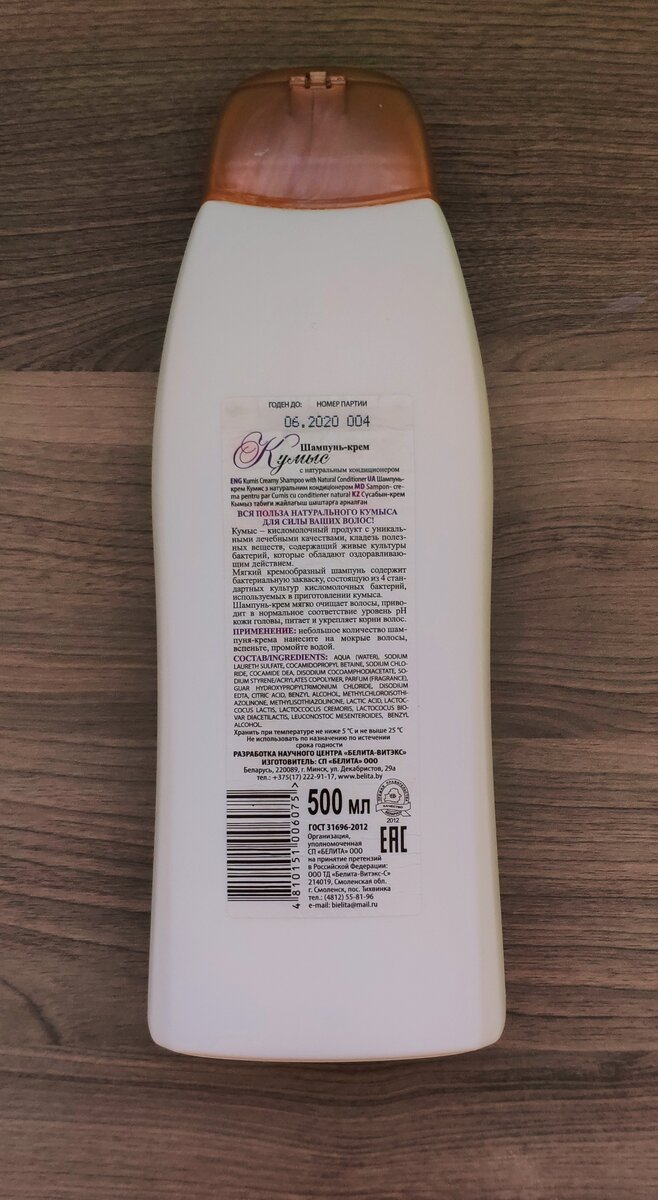 ГОДЕН ДО: НОМЕР ПАРТИИ
06.2020 004
Шампунь-крем
Кумыс
с натуральным кондиционером
ENG Kumis Creamy Shampoo with Natural Conditioner UA Шампунь-
крем Кумис з натуральним кондиціонером MD Sampon- cre-
ma pentru par Cumis cu conditioner natural KZ Сусабын-крем
Кымыз табиғи жайлағыш шаштарға арналған
ВСЯ ПОЛЬЗА НАТУРАЛЬНОГО КУМЫСА
ДЛЯ СИЛЫ ВАШИХ ВОЛОС!
Кумыс – кисломолочный продукт с уникаль-
ными лечебными качествами, кладезь полез-
ных веществ, содержащий живые культуры
бактерий, которые обладают оздоравливаю-
щим действием.
Мягкий кремообразный шампунь содержит
бактериальную закваску, состоящую из 4 стан-
дартных культур кисломолочных бактерий,
используемых в приготовлении кумыса.
Шампунь-крем мягко очищает волосы, приво-
дит в нормальное соответствие уровень pH
кожи головы, питает и укрепляет корни волос.
ПРИМЕНЕНИЕ: небольшое количество шам-
пуня-крема нанесите на мокрые волосы,
вспеньте, промойте водой.
СОСТАВ/INGREDIENTS: AQUA (WATER), SODIUM
LAURETH SULFATE, COCAMIDOPROPYL BETAINE, SODIUM CHLO-
RIDE, COCAMIDE DEA, DISODIUM COCOAMPHODIACETATE, SO-
DIUM STYRENE/ACRYLATES COPOLYMER, PARFUM (FRAGRANCE),
GUAR HYDROXYPROPYLTRIMONIUM CHLORIDE, DISODIUM
EDTA, CITRIC ACID, BENZYL ALCOHOL, METHYLCHLOROISOTHI-
AZOLINONE, METHYLISOTHIAZOLINONE, LACTIC ACID, LACTOC-
COCUS LACTIS, LACTOCCOCUS CREMORIS, LACTOCOCCUS BIO-
VAR DIACETILACTIS, LEUCONOSTOC MESENTEROIDES, BENZYL
ALCOHOL.
Хранить при температуре не ниже 5 °С и не выше 25 °С
Не использовать по назначению по истечении
срока годности
РАЗРАБОТКА НАУЧНОГО ЦЕНТРА «БЕЛИТА-ВИТЭКС»
ИЗГОТОВИТЕЛЬ: СП «БЕЛИТА» ООО
Беларусь, 220089, г. Минск, ул. Декабристов, 29а
тел.: +375(17) 222-91-17, www.belita.by
4 810151 006075 >
500 мл
2012
ГОСТ 31696-2012
EAC
Организация,
уполномоченная
СП «БЕЛИТА» ООО
на принятие претензий
в Российской Федерации:
ООО ТД «Белита-Витэкс-С»
214019, Смоленская обл.
г. Смоленск, пос. Тихвинка
тел.: (4812) 55-81-96
e-mail: bielita@mail.ru